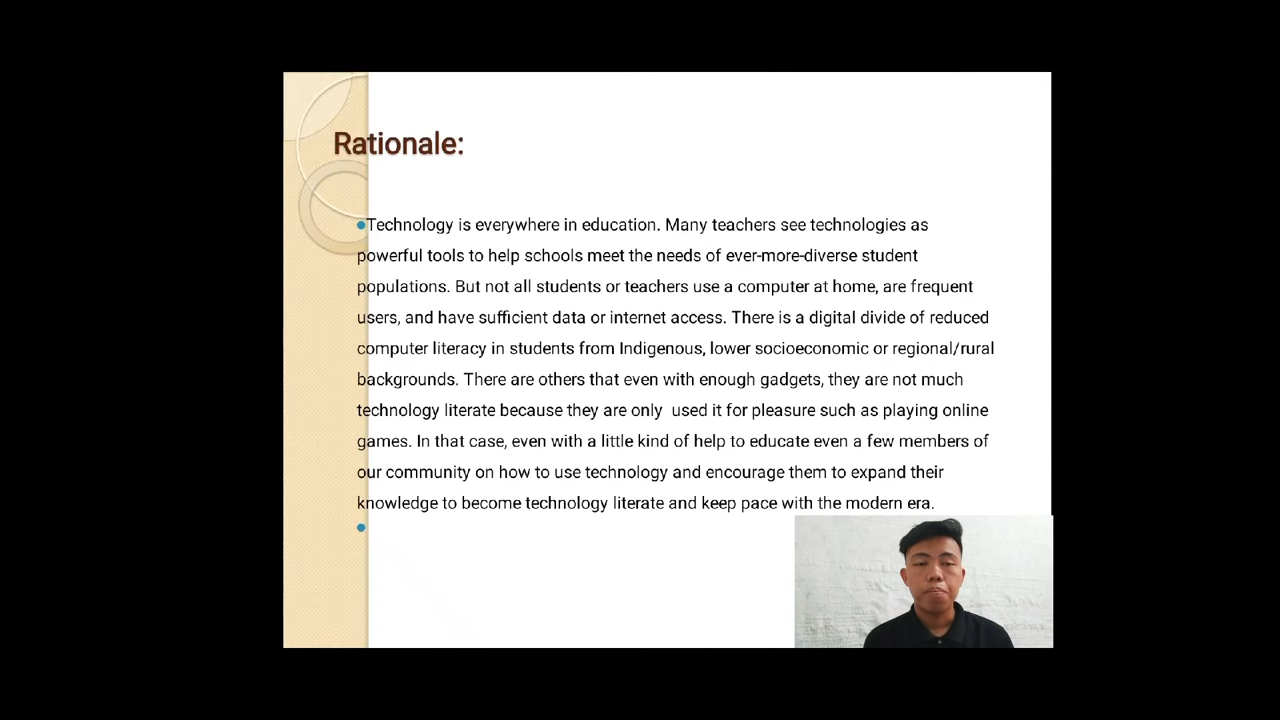 Rationale:
Technology is everywhere in education. Many teachers see technologies as
powerful tools to help schools meet the needs of ever-more-diverse student
populations. But not all students or teachers use a computer at home, are frequent
users, and have sufficient data or internet access. There is a digital divide of reduced
computer literacy in students from Indigenous, lower socioeconomic or regional/rural
backgrounds. There are others that even with enough gadgets, they are not much
technology literate because they are only  used it for pleasure such as playing online
games. In that case, even with a little kind of help to educate even a few members of
our community on how to use technology and encourage them to expand their
knowledge to become technology literate and keep pace with the modern era.